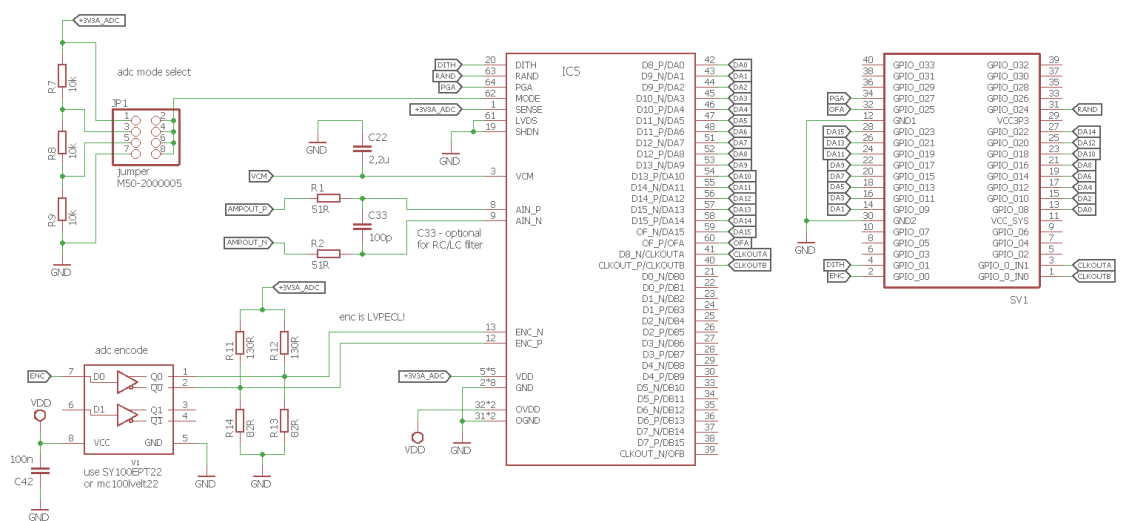 +3V3A_ADC
adc mode select
R7
10k
R8
10k
R9
10k
GND
JP1
1 2
3 4
5 6
7 8
jumper
M50-2000005
GND
C22
2,2u
VCM
AMPOUT_P
R1
51R
C33
100p
AMPOUT_N
R2
51R
C33 - optional
for RC/LC filter
+3V3A_ADC
enc is LVPECL!
R11
130R
R12
130R
R14
82R
R13
82R
GND
adc encode
ENC
7 D0 Q0 1
Q0 2
6 D1 Q1 3
Q1 4
8 VCC GND 5
V1
use SY100EPT22
or mc100lvelt22
VDD
100n
C42
GND
GND
IC5
DITH 20 DITH
RAND 63 RAND
PGA 64 PGA
62 MODE
+3V3A_ADC 1 SENSE
61 LVDS
19 SHDN
GND
3 VCM
8 AIN_P
9 AIN_N
13 ENC_N
12 ENC_P
+3V3A_ADC 5*5 VDD
2*8 GND
32*2 OVDD
31*2 OGND
VDD
GND
D8_P/DA0 42 DA0
D9_N/DA1 43 DA1
D9_P/DA2 44 DA2
D10_N/DA3 45 DA3
D10_P/DA4 46 DA4
D11_N/DA5 47 DA5
D11_P/DA6 48 DA6
D12_N/DA7 51 DA7
D12_P/DA8 52 DA8
D13_N/DA9 53 DA9
D13_P/DA10 54 DA10
D14_N/DA11 55 DA11
D14_P/DA12 56 DA12
D15_N/DA13 57 DA13
D15_P/DA14 58 DA14
OF_N/DA15 59 DA15
OF_P/OFA 60 OFA
D8_N/CLKOUTA 41 CLKOUTA
CLKOUT_P/CLKOUTB 40 CLKOUTB
D0_N/DB0 21
D0_P/DB1 22
D1_N/DB2 23
D1_P/DB3 24
D2_N/DB4 25
D2_P/DB5 26
D3_N/DB6 27
D3_P/DB7 28
D4_N/DB8 29
D4_P/DB9 30
D5_N/DB10 33
D5_P/DB11 34
D6_N/DB12 35
D6_P/DB13 36
D7_N/DB14 37
D7_P/DB15 38
CLKOUT_N/OFB 39
40 GPIO_033 GPIO_032 39
38 GPIO_031 GPIO_030 37
36 GPIO_029 GPIO_028 35
PGA 34 GPIO_027 GPIO_026 33
OFA 32 GPIO_025 GPIO_024 31 RAND
12 GND1 VCC3P3 29
DA15 28 GPIO_023 GPIO_022 27 DA14
DA13 26 GPIO_021 GPIO_020 25 DA12
DA11 24 GPIO_019 GPIO_018 23 DA10
DA9 22 GPIO_017 GPIO_016 21 DA8
DA7 20 GPIO_015 GPIO_014 19 DA6
DA5 18 GPIO_013 GPIO_012 17 DA4
DA3 16 GPIO_011 GPIO_010 15 DA2
DA1 14 GPIO_09 GPIO_08 13 DA0
30 GND2 VCC_SYS 11
10 GPIO_07 GPIO_06 9
8 GPIO_05 GPIO_04 7
6 GPIO_03 GPIO_02 5
DITH 4 GPIO_01 GPIO_0_IN1 3 CLKOUTA
ENC 2 GPIO_00 GPIO_0_IN0 1 CLKOUTB
GND
SV1